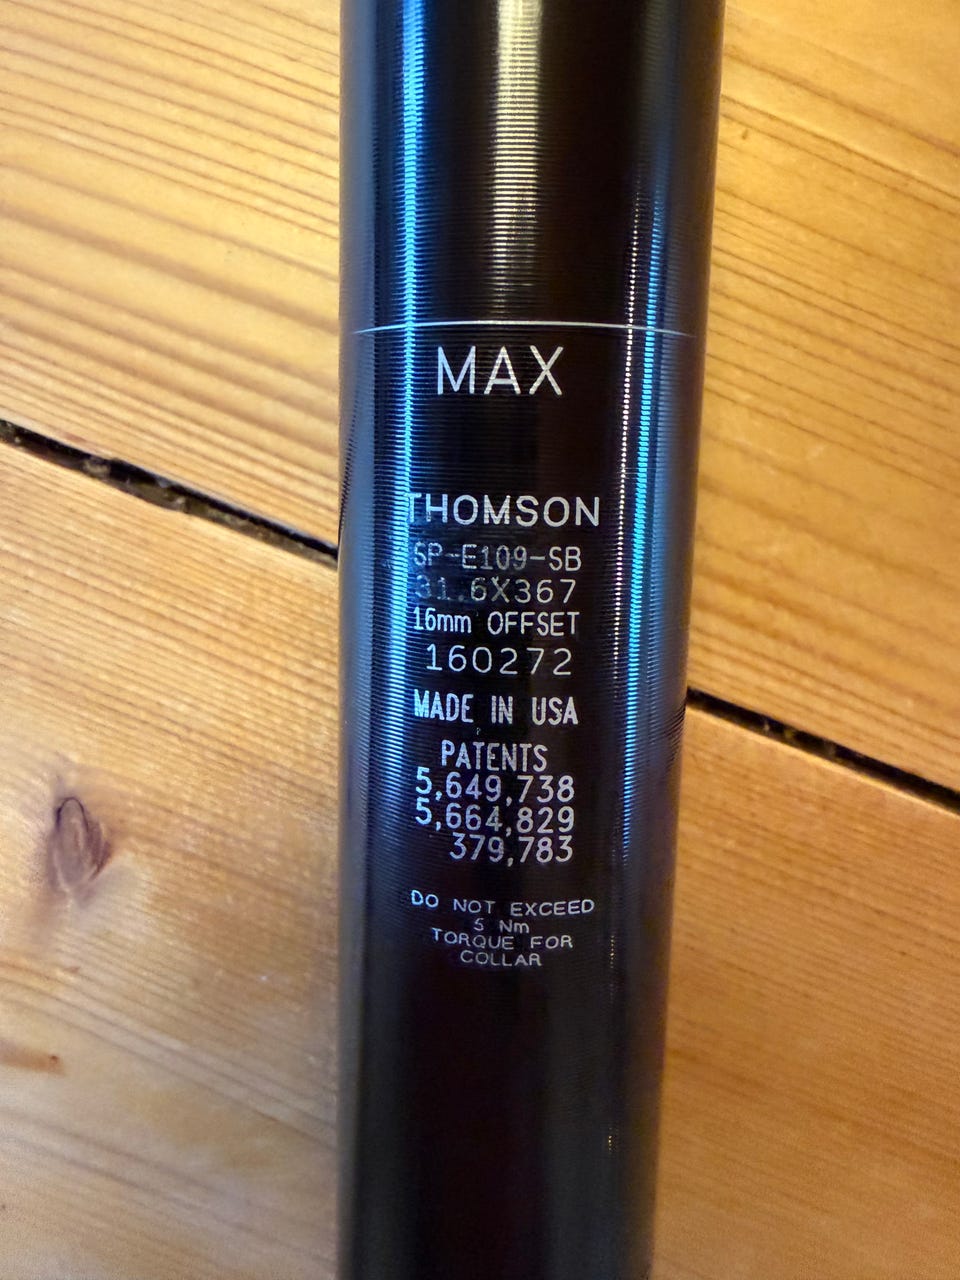 MAX
THOMSON
SP-E109-SB
31.6X367
16mm OFFSET
160272
MADE IN USA
PATENTS
5,649,738
5,664,829
379,783
DO NOT EXCEED
5 Nm
TORQUE FOR
COLLAR